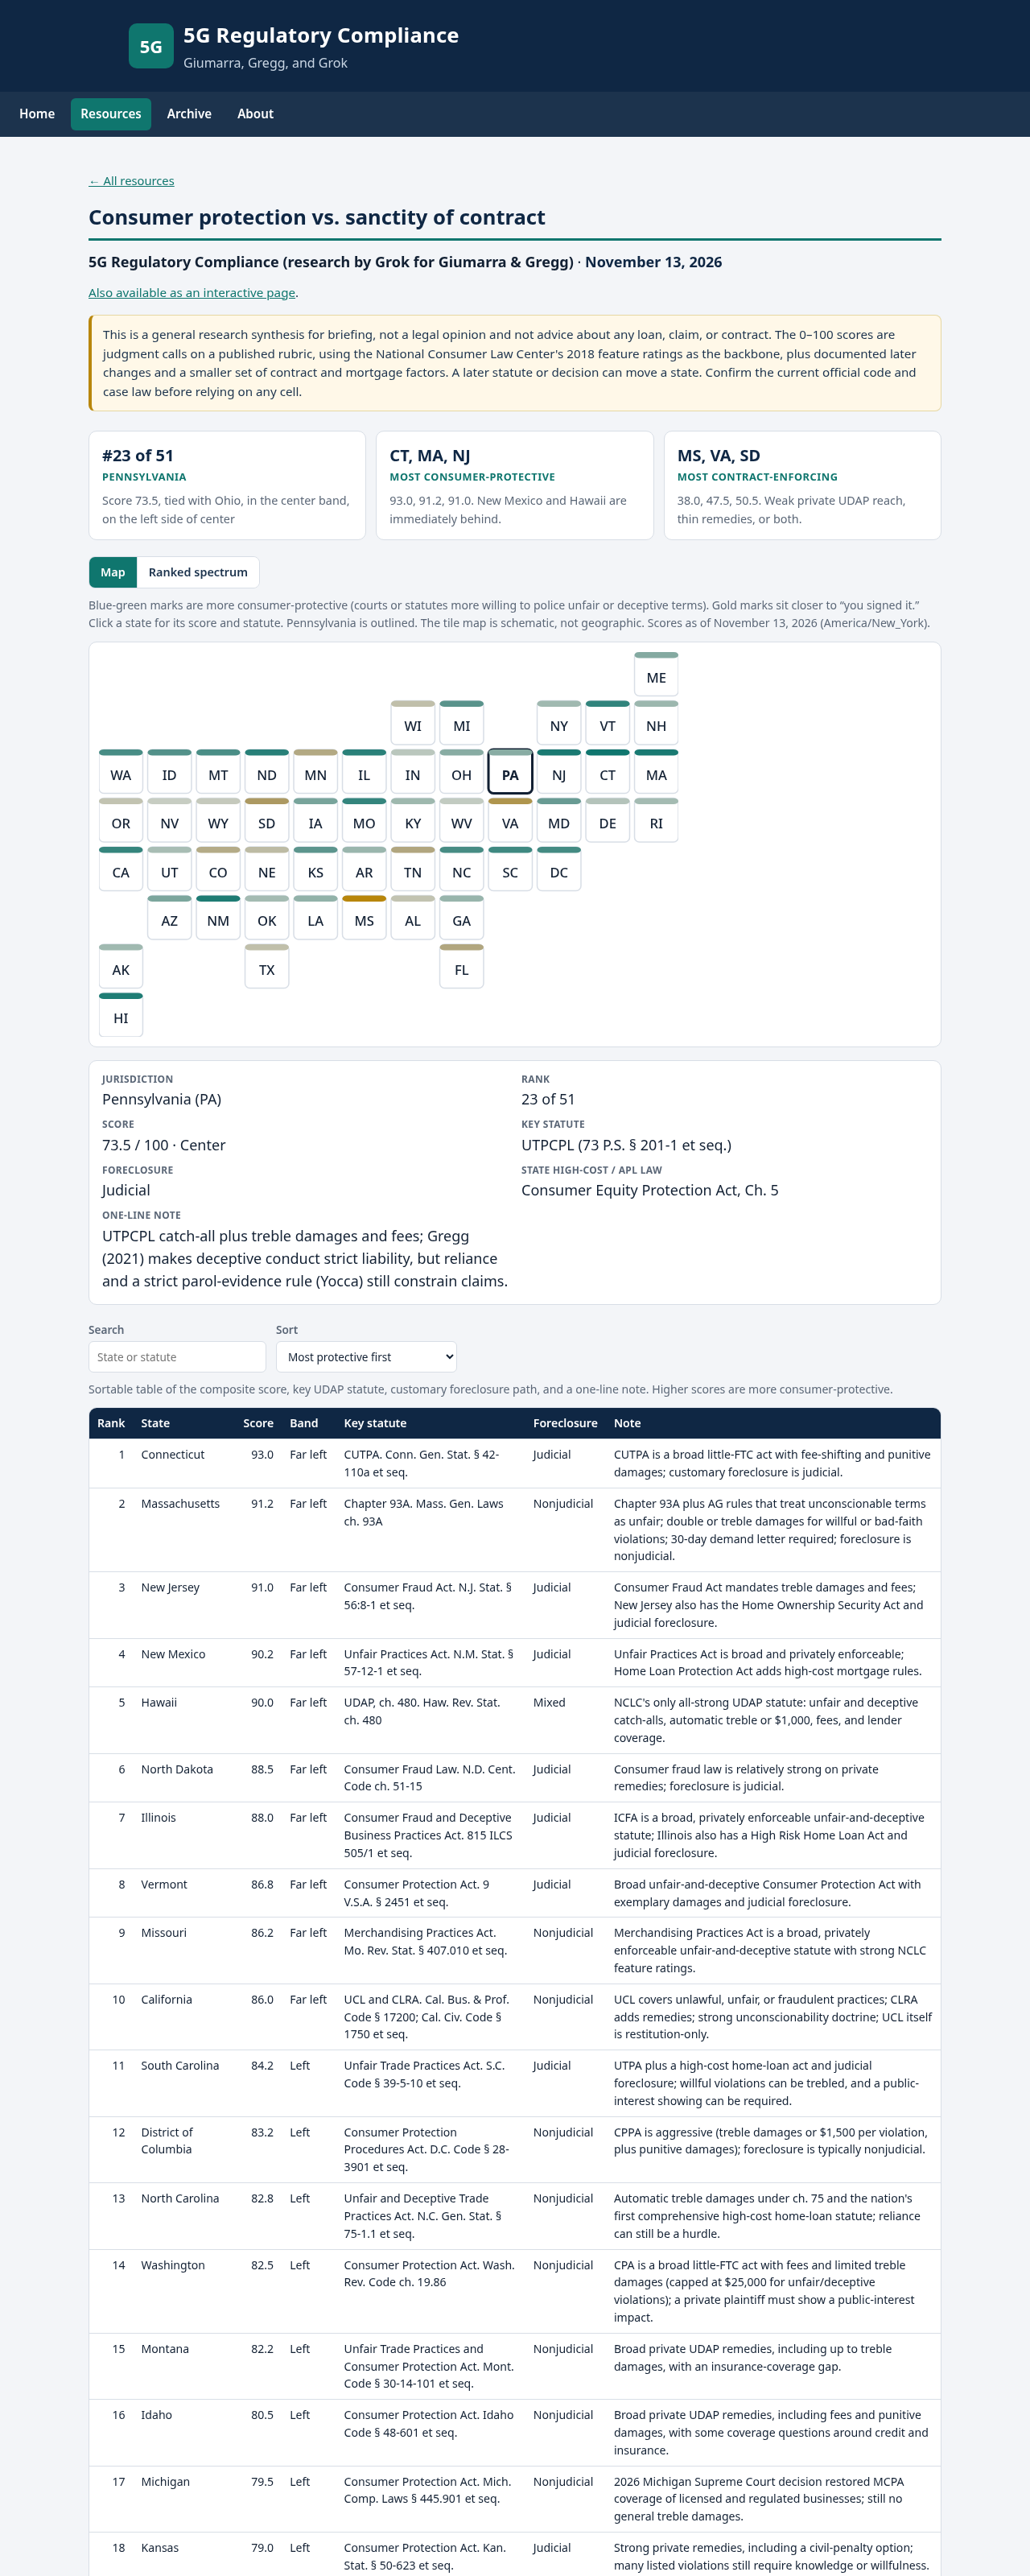 5G
5G Regulatory Compliance
Giumarra, Gregg, and Grok
Home Resources Archive About
← All resources
Consumer protection vs. sanctity of contract
5G Regulatory Compliance (research by Grok for Giumarra & Gregg) · November 13, 2026
Also available as an interactive page.
This is a general research synthesis for briefing, not a legal opinion and not advice about any loan, claim, or contract. The 0–100 scores are
judgment calls on a published rubric, using the National Consumer Law Center's 2018 feature ratings as the backbone, plus documented later
changes and a smaller set of contract and mortgage factors. A later statute or decision can move a state. Confirm the current official code and
case law before relying on any cell.
#23 of 51
PENNSYLVANIA
Score 73.5, tied with Ohio, in the center band,
on the left side of center
CT, MA, NJ
MOST CONSUMER-PROTECTIVE
93.0, 91.2, 91.0. New Mexico and Hawaii are
immediately behind.
MS, VA, SD
MOST CONTRACT-ENFORCING
38.0, 47.5, 50.5. Weak private UDAP reach,
thin remedies, or both.
Map Ranked spectrum
Blue-green marks are more consumer-protective (courts or statutes more willing to police unfair or deceptive terms). Gold marks sit closer to “you signed it.”
Click a state for its score and statute. Pennsylvania is outlined. The tile map is schematic, not geographic. Scores as of November 13, 2026 (America/New_York).
ME
WI MI NY VT NH
WA ID MT ND MN IL IN OH PA NJ CT MA
OR NV WY SD IA MO KY WV VA MD DE RI
CA UT CO NE KS AR TN NC SC DC
AZ NM OK LA MS AL GA
AK TX FL
HI
JURISDICTION
Pennsylvania (PA)
RANK
23 of 51
SCORE
73.5 / 100 · Center
KEY STATUTE
UTPCPL (73 P.S. § 201-1 et seq.)
FORECLOSURE
Judicial
STATE HIGH-COST / APL LAW
Consumer Equity Protection Act, Ch. 5
ONE-LINE NOTE
UTPCPL catch-all plus treble damages and fees; Gregg
(2021) makes deceptive conduct strict liability, but reliance
and a strict parol-evidence rule (Yocca) still constrain claims.
Search Sort
State or statute Most protective first
Sortable table of the composite score, key UDAP statute, customary foreclosure path, and a one-line note. Higher scores are more consumer-protective.
Rank State Score Band Key statute Foreclosure Note
1 Connecticut 93.0 Far left CUTPA. Conn. Gen. Stat. § 42- Judicial CUTPA is a broad little-FTC act with fee-shifting and punitive
110a et seq. damages; customary foreclosure is judicial.
2 Massachusetts 91.2 Far left Chapter 93A. Mass. Gen. Laws Nonjudicial Chapter 93A plus AG rules that treat unconscionable terms
ch. 93A as unfair; double or treble damages for willful or bad-faith
violations; 30-day demand letter required; foreclosure is
nonjudicial.
3 New Jersey 91.0 Far left Consumer Fraud Act. N.J. Stat. § Judicial Consumer Fraud Act mandates treble damages and fees;
56:8-1 et seq. New Jersey also has the Home Ownership Security Act and
judicial foreclosure.
4 New Mexico 90.2 Far left Unfair Practices Act. N.M. Stat. § Judicial Unfair Practices Act is broad and privately enforceable;
57-12-1 et seq. Home Loan Protection Act adds high-cost mortgage rules.
5 Hawaii 90.0 Far left UDAP, ch. 480. Haw. Rev. Stat. Mixed NCLC's only all-strong UDAP statute: unfair and deceptive
ch. 480 catch-alls, automatic treble or $1,000, fees, and lender
coverage.
6 North Dakota 88.5 Far left Consumer Fraud Law. N.D. Cent. Judicial Consumer fraud law is relatively strong on private
Code ch. 51-15 remedies; foreclosure is judicial.
7 Illinois 88.0 Far left Consumer Fraud and Deceptive Judicial ICFA is a broad, privately enforceable unfair-and-deceptive
Business Practices Act. 815 ILCS statute; Illinois also has a High Risk Home Loan Act and
505/1 et seq. judicial foreclosure.
8 Vermont 86.8 Far left Consumer Protection Act. 9 Judicial Broad unfair-and-deceptive Consumer Protection Act with
V.S.A. § 2451 et seq. exemplary damages and judicial foreclosure.
9 Missouri 86.2 Far left Merchandising Practices Act. Nonjudicial Merchandising Practices Act is a broad, privately
Mo. Rev. Stat. § 407.010 et seq. enforceable unfair-and-deceptive statute with strong NCLC
feature ratings.
10 California 86.0 Far left UCL and CLRA. Cal. Bus. & Prof. Nonjudicial UCL covers unlawful, unfair, or fraudulent practices; CLRA
Code § 17200; Cal. Civ. Code § adds remedies; strong unconscionability doctrine; UCL itself
1750 et seq. is restitution-only.
11 South Carolina 84.2 Left Unfair Trade Practices Act. S.C. Judicial UTPA plus a high-cost home-loan act and judicial
Code § 39-5-10 et seq. foreclosure; willful violations can be trebled, and a public-
interest showing can be required.
12 District of 83.2 Left Consumer Protection Nonjudicial CPPA is aggressive (treble damages or $1,500 per violation,
Columbia Procedures Act. D.C. Code § 28- plus punitive damages); foreclosure is typically nonjudicial.
3901 et seq.
13 North Carolina 82.8 Left Unfair and Deceptive Trade Nonjudicial Automatic treble damages under ch. 75 and the nation's
Practices Act. N.C. Gen. Stat. § first comprehensive high-cost home-loan statute; reliance
75-1.1 et seq. can still be a hurdle.
14 Washington 82.5 Left Consumer Protection Act. Wash. Nonjudicial CPA is a broad little-FTC act with fees and limited treble
Rev. Code ch. 19.86 damages (capped at $25,000 for unfair/deceptive
violations); a private plaintiff must show a public-interest
impact.
15 Montana 82.2 Left Unfair Trade Practices and Nonjudicial Broad private UDAP remedies, including up to treble
Consumer Protection Act. Mont. damages, with an insurance-coverage gap.
Code § 30-14-101 et seq.
16 Idaho 80.5 Left Consumer Protection Act. Idaho Nonjudicial Broad private UDAP remedies, including fees and punitive
Code § 48-601 et seq. damages, with some coverage questions around credit and
insurance.
17 Michigan 79.5 Left Consumer Protection Act. Mich. Nonjudicial 2026 Michigan Supreme Court decision restored MCPA
Comp. Laws § 445.901 et seq. coverage of licensed and regulated businesses; still no
general treble damages.
18 Kansas 79.0 Left Consumer Protection Act. Kan. Judicial Strong private remedies, including a civil-penalty option;
Stat. § 50-623 et seq. many listed violations still require knowledge or willfulness.